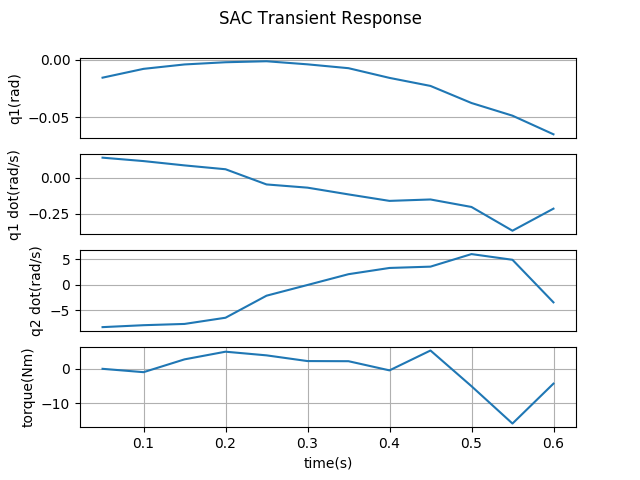 SAC Transient Response
0.00
−0.05
q1(rad)
0.00
−0.25
q1 dot(rad/s)
5
0
−5
q2 dot(rad/s)
0
−10
torque(Nm)
0.1 0.2 0.3 0.4 0.5 0.6
time(s)